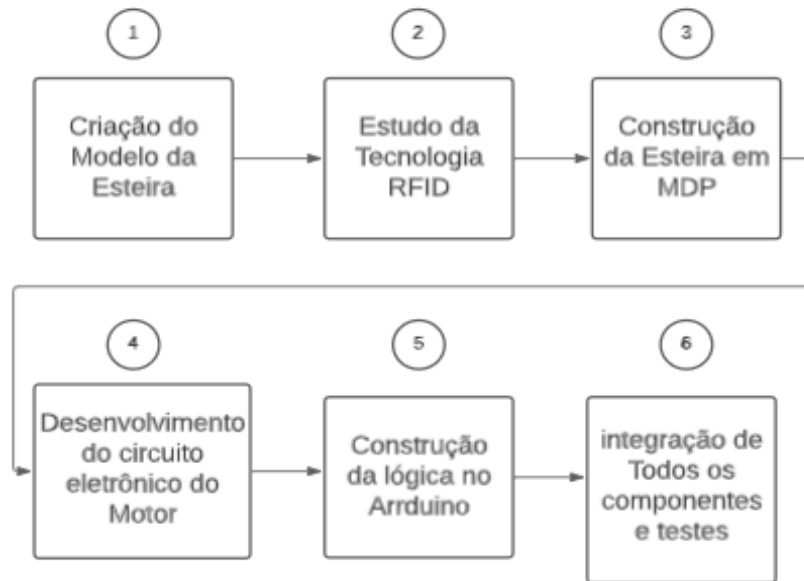 1
Criação do
Modelo da
Esteira
2
Estudo da
Tecnologia
RFID
3
Construção
da Esteira em
MDP
4
Desenvolvimento
do circuito
eletrônico do
Motor
5
Construção
da lógica no
Arrduino
6
integração de
Todos os
componentes
e testes